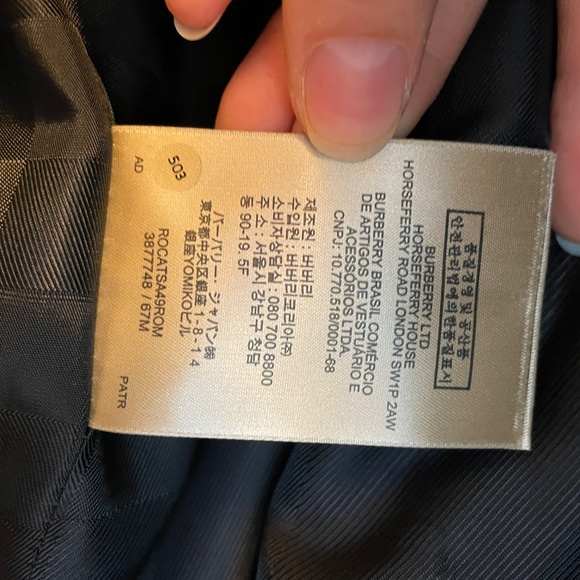 품질경영 및 공산품
안전관리법에의한품질표시
BURBERRY LTD
HORSEFERRY HOUSE
HORSEFERRY ROAD LONDON SW1P 2AW
BURBERRY BRASIL COMÉRCIO
DE ARTIGOS DE VESTUÁRIO E
ACESSÓRIOS LTDA
CNPJ: 10.770.518/0001-68
제조원 : 버버리
수입원 : 버버리코리아㈜
소비자상담실 : 080 700 8800
주소 : 서울시 강남구 청담
동 90-19, 5F
バーバリー・ジャパン㈱
東京都中央区銀座1-8-14
銀座YOMIKOビル
ROCATSA49ROM
3877748 / 67M
503
AD
PATR